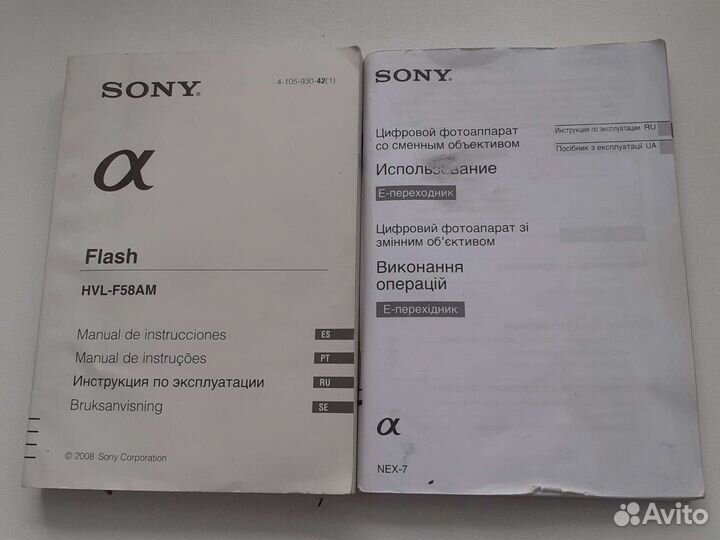 SONY®
4-105-930-42(1)
α
Flash
HVL-F58AM
Manual de instrucciones ES
Manual de instruções PT
Инструкция по эксплуатации RU
Bruksanvisning SE
© 2008 Sony Corporation
SONY®
Цифровой фотоаппарат
со сменным объективом
Инструкция по эксплуатации RU
Посібник з експлуатації UA
Использование
E-переходник
Цифровий фотоапарат зі
змінним об’єктивом
Виконання
операцій
E-перехідник
α
NEX-7
Avito